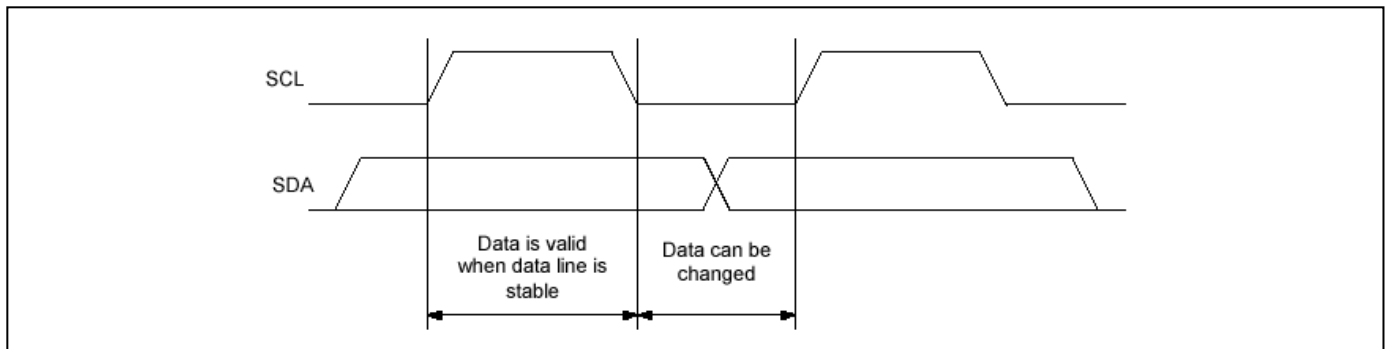 SCL
SDA
Data is valid
when data line is
stable
Data can be
changed